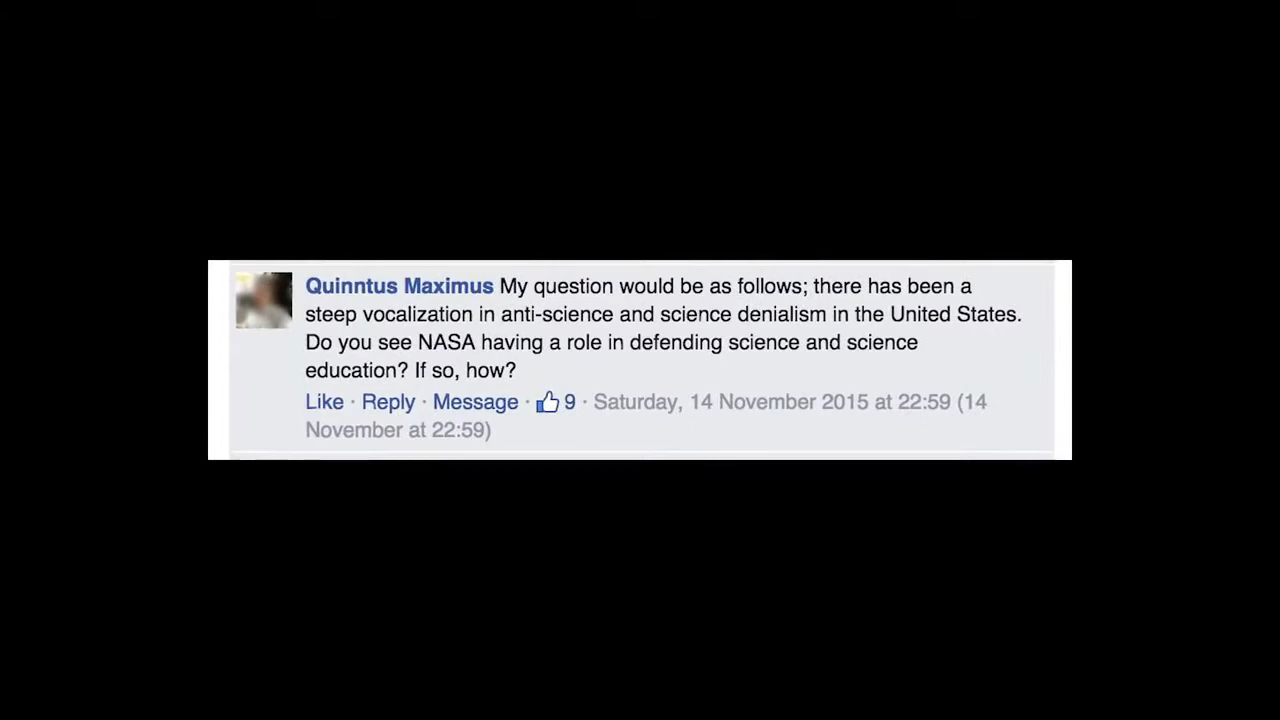 Quinntus Maximus My question would be as follows; there has been a
steep vocalization in anti-science and science denialism in the United States.
Do you see NASA having a role in defending science and science
education? If so, how?
Like · Reply · Message · 9 · Saturday, 14 November 2015 at 22:59 (14
November at 22:59)